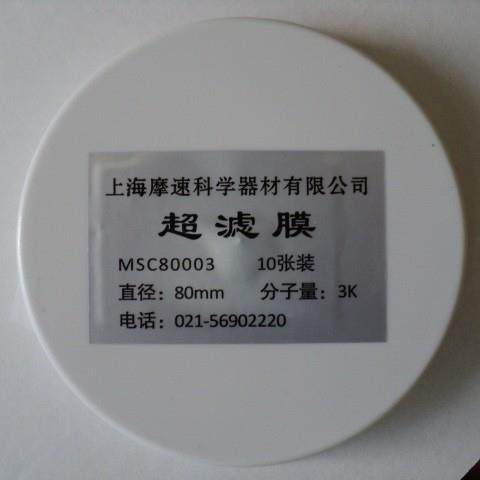 上海摩速科学器材有限公司
超滤膜
MSC80003 10张装
直径：80mm 分子量：3K
电话：021-56902220